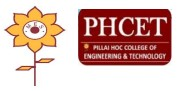 PHCET
PILLAI HOC COLLEGE OF
ENGINEERING & TECHNOLOGY